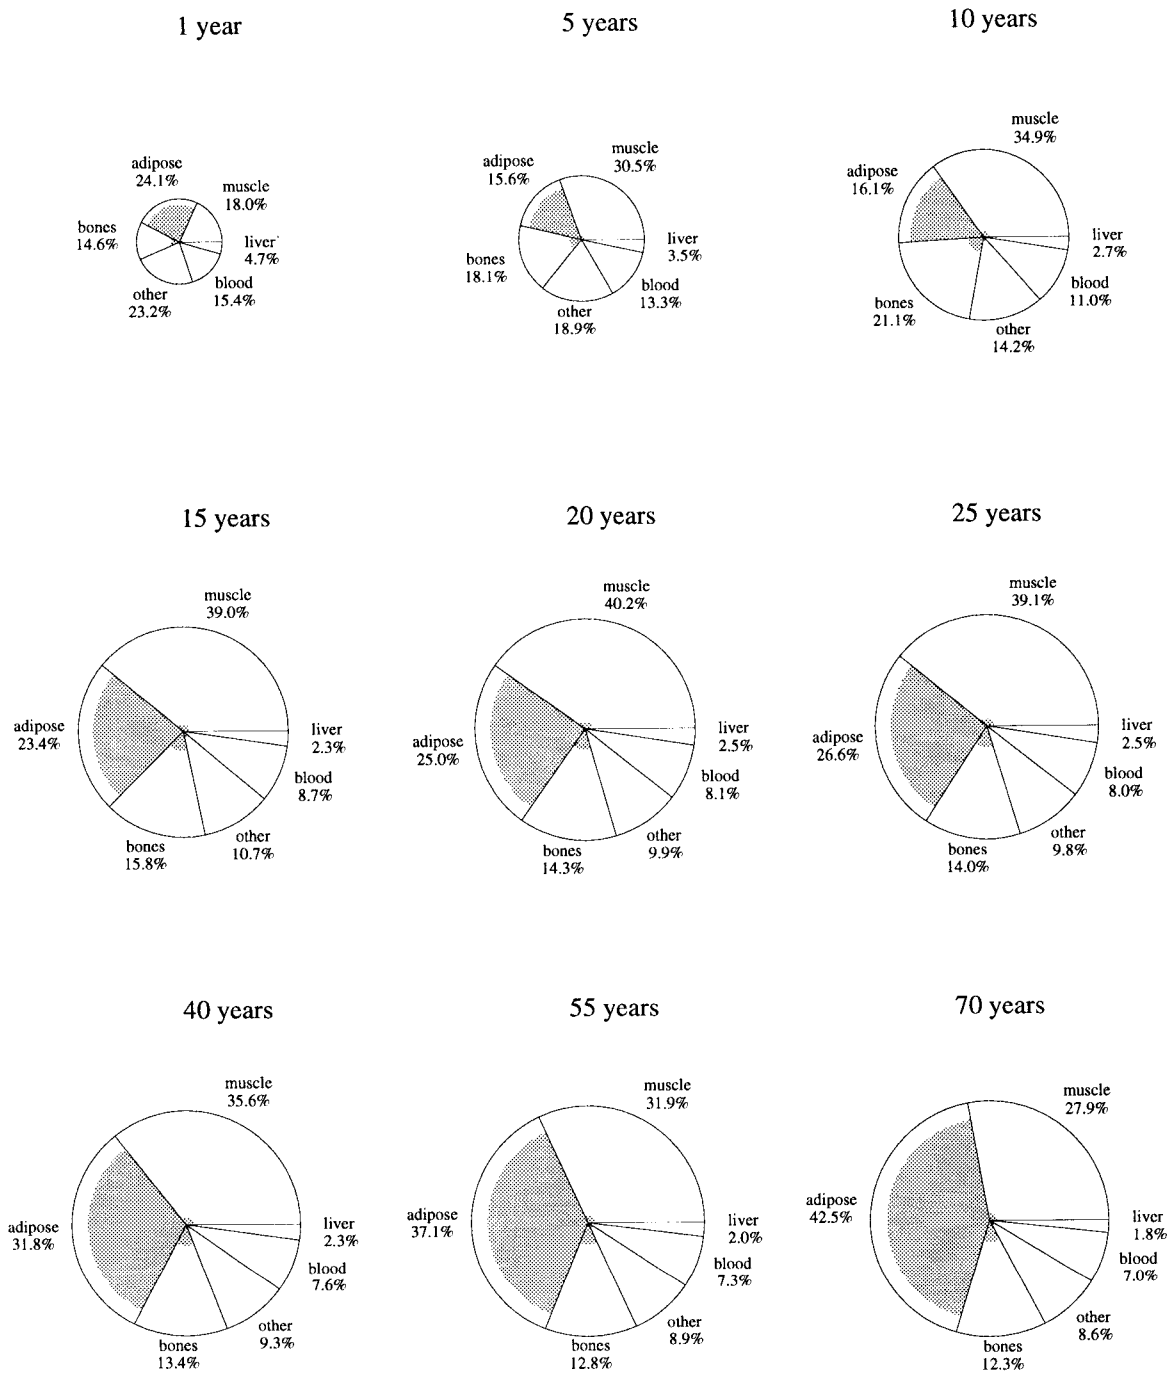 1 year
5 years
10 years
adipose
24.1%
muscle
18.0%
bones
14.6%
liver
4.7%
other
23.2%
blood
15.4%
adipose
15.6%
muscle
30.5%
bones
18.1%
liver
3.5%
blood
13.3%
other
18.9%
muscle
34.9%
adipose
16.1%
liver
2.7%
bones
21.1%
blood
11.0%
other
14.2%
15 years
20 years
25 years
muscle
39.0%
adipose
23.4%
liver
2.3%
blood
8.7%
bones
15.8%
other
10.7%
muscle
40.2%
adipose
25.0%
liver
2.5%
blood
8.1%
bones
14.3%
other
9.9%
muscle
39.1%
adipose
26.6%
liver
2.5%
blood
8.0%
bones
14.0%
other
9.8%
40 years
55 years
70 years
muscle
35.6%
adipose
31.8%
liver
2.3%
blood
7.6%
bones
13.4%
other
9.3%
muscle
31.9%
adipose
37.1%
liver
2.0%
blood
7.3%
bones
12.8%
other
8.9%
muscle
27.9%
adipose
42.5%
liver
1.8%
blood
7.0%
bones
12.3%
other
8.6%